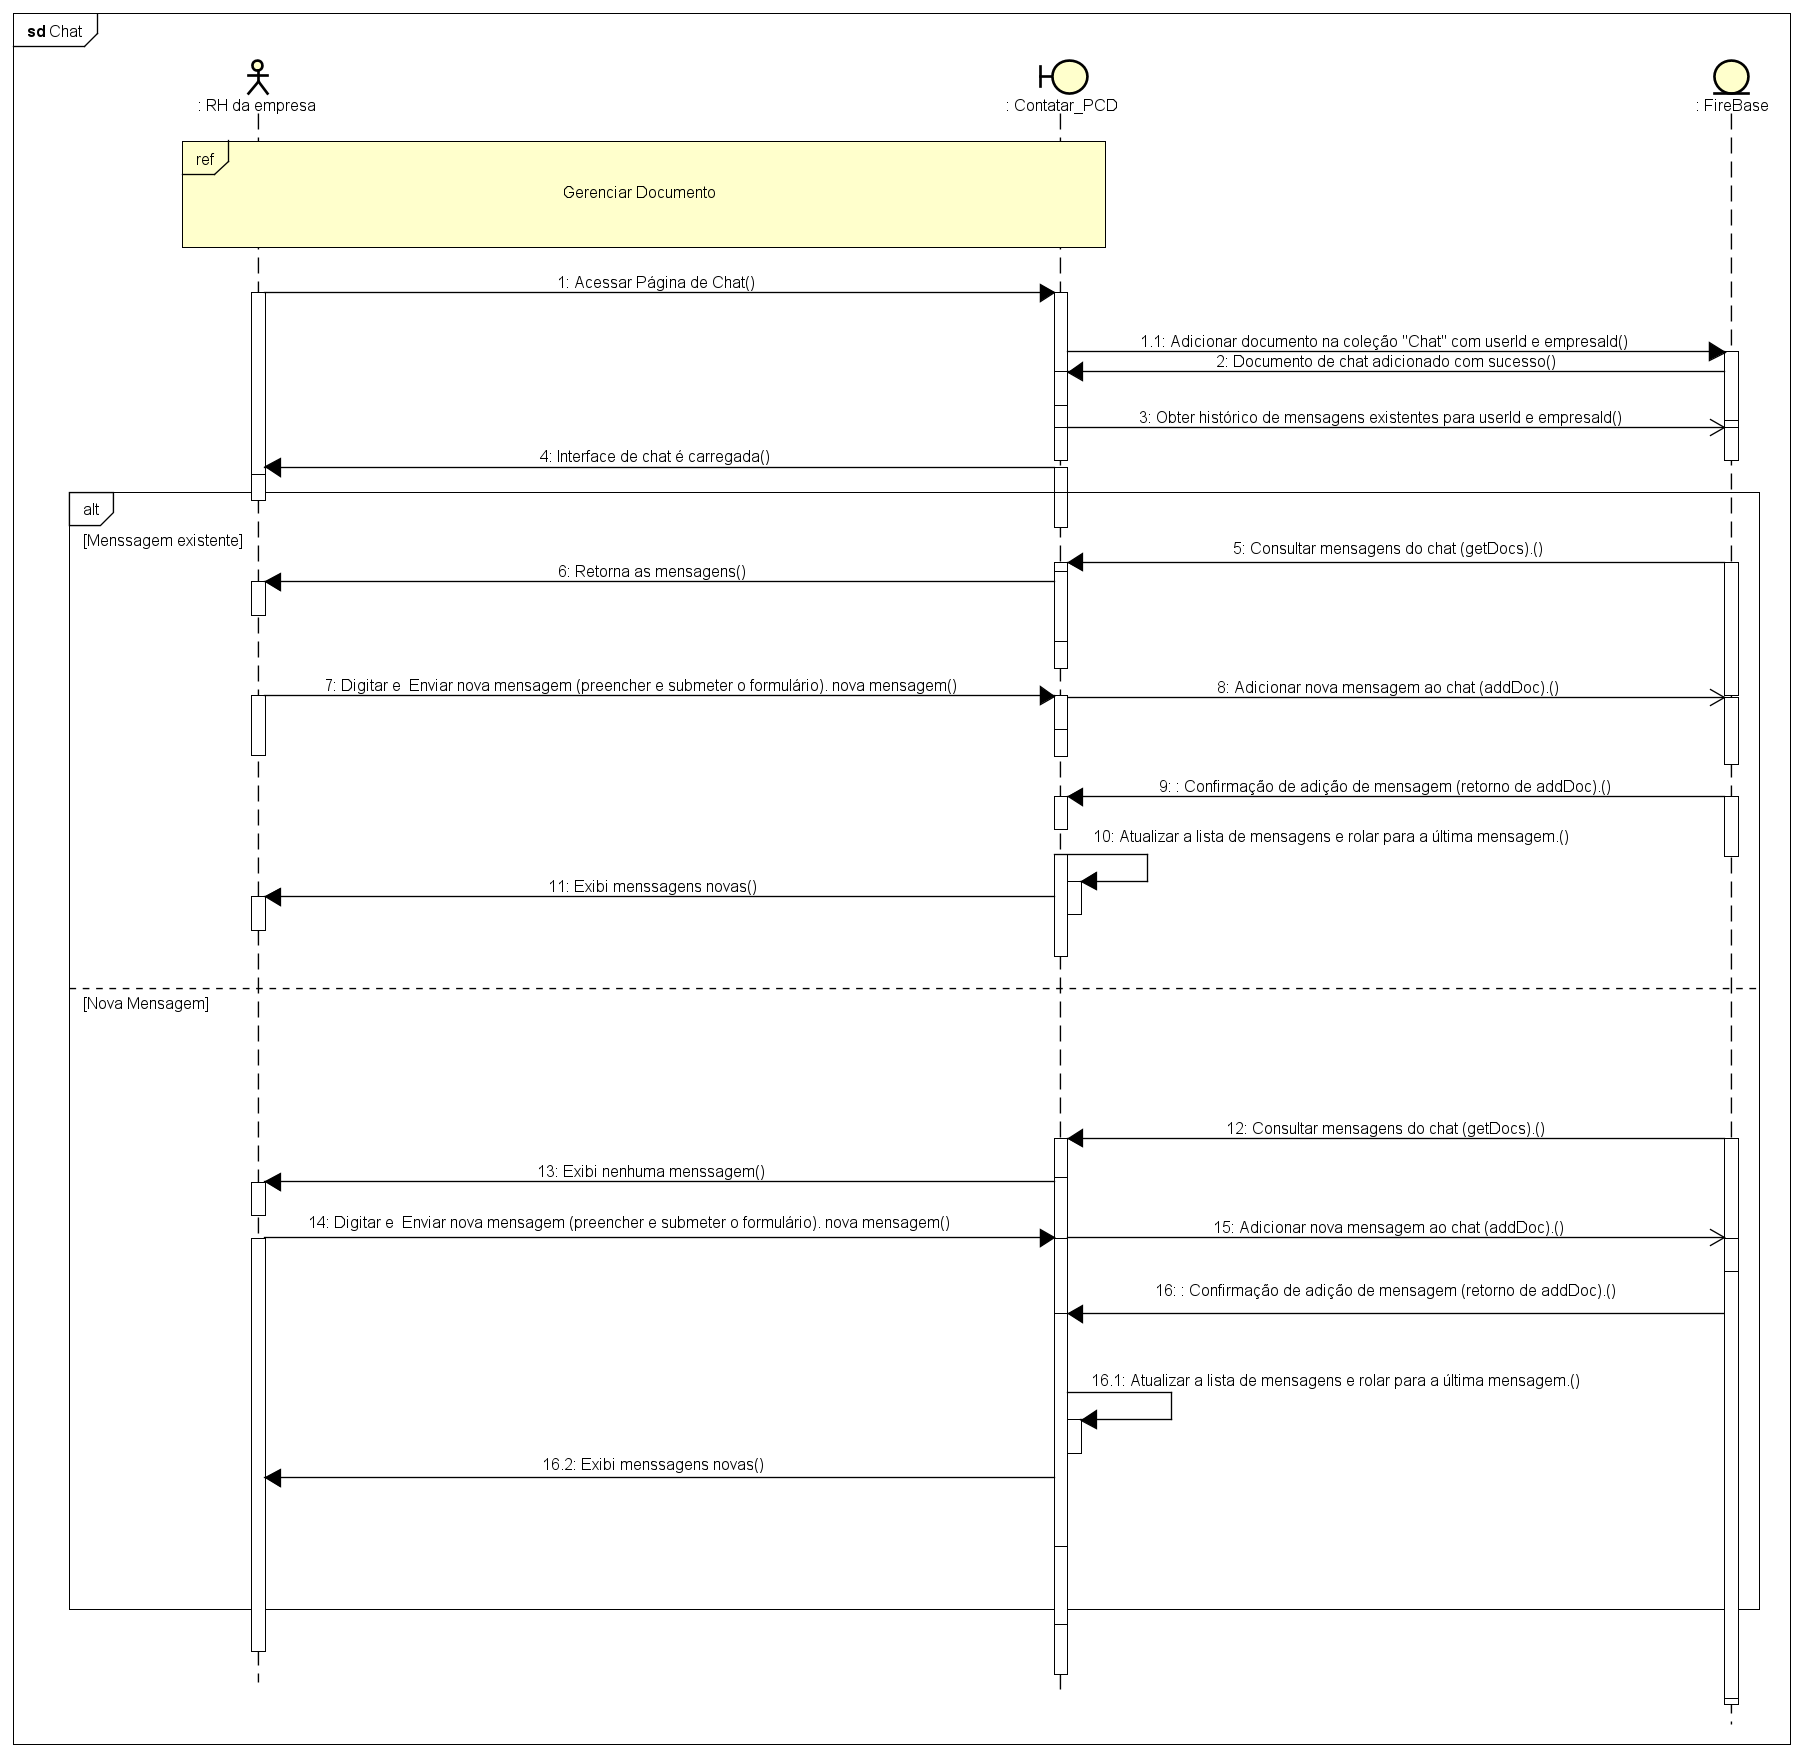 sd Chat
: RH da empresa
: Contatar_PCD
: FireBase
ref
Gerenciar Documento
1: Acessar Página de Chat()
1.1: Adicionar documento na coleção "Chat" com userId e empresaId()
2: Documento de chat adicionado com sucesso()
3: Obter histórico de mensagens existentes para userId e empresaId()
4: Interface de chat é carregada()
alt
[Menssagem existente]
5: Consultar mensagens do chat (getDocs).()
6: Retorna as mensagens()
7: Digitar e  Enviar nova mensagem (preencher e submeter o formulário). nova mensagem()
8: Adicionar nova mensagem ao chat (addDoc).()
9: : Confirmação de adição de mensagem (retorno de addDoc).()
10: Atualizar a lista de mensagens e rolar para a última mensagem.()
11: Exibi menssagens novas()
[Nova Mensagem]
12: Consultar mensagens do chat (getDocs).()
13: Exibi nenhuma menssagem()
14: Digitar e  Enviar nova mensagem (preencher e submeter o formulário). nova mensagem()
15: Adicionar nova mensagem ao chat (addDoc).()
16: : Confirmação de adição de mensagem (retorno de addDoc).()
16.1: Atualizar a lista de mensagens e rolar para a última mensagem.()
16.2: Exibi menssagens novas()